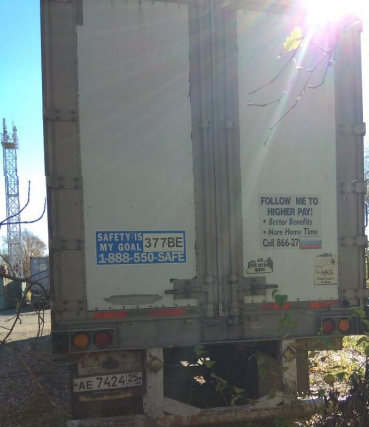 SAFETY IS
MY GOAL
377BE
1-888-550-SAFE
FOLLOW ME TO
HIGHER PAY!
• Better Benefits
• More Home Time
Call 866-27
AE 7424 25